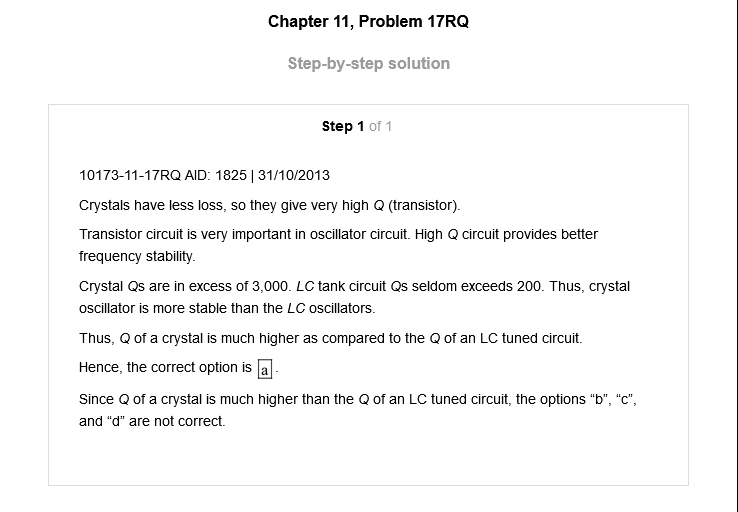 Chapter 11, Problem 17RQ
Step-by-step solution
Step 1 of 1
10173-11-17RQ AID: 1825 | 31/10/2013
Crystals have less loss, so they give very high Q (transistor).
Transistor circuit is very important in oscillator circuit. High Q circuit provides better
frequency stability.
Crystal Qs are in excess of 3,000. LC tank circuit Qs seldom exceeds 200. Thus, crystal
oscillator is more stable than the LC oscillators.
Thus, Q of a crystal is much higher as compared to the Q of an LC tuned circuit.
Hence, the correct option is a .
Since Q of a crystal is much higher than the Q of an LC tuned circuit, the options “b”, “c”,
and “d” are not correct.